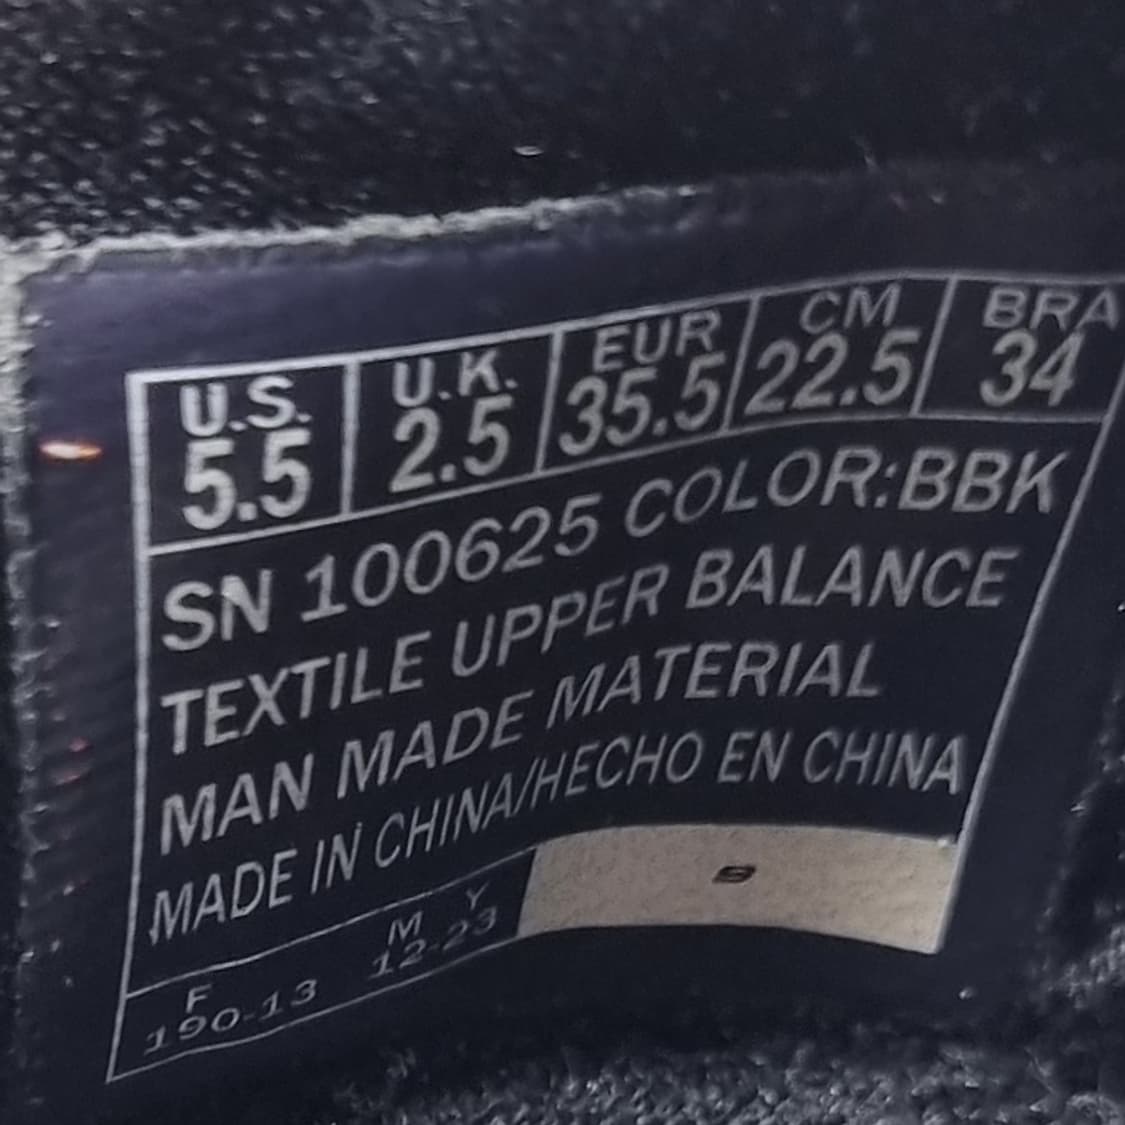 U.S. U.K. EUR CM BRA
5.5 2.5 35.5 22.5 34
SN 100625 COLOR:BBK
TEXTILE UPPER BALANCE
MAN MADE MATERIAL
MADE IN CHINA/HECHO EN CHINA
F M Y
190-13 12-23